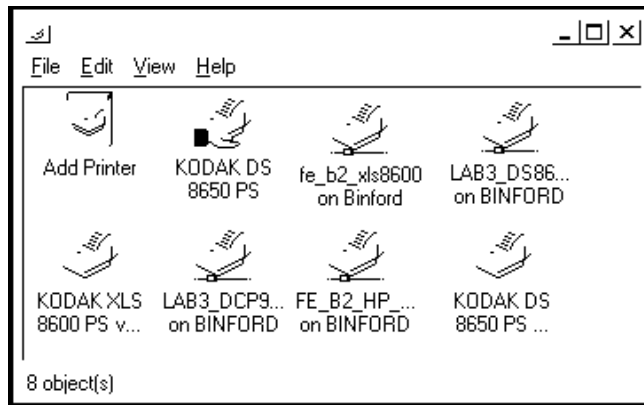 File Edit View Help
Add Printer
KODAK DS
8650 PS
fe_b2_xls8600
on Binford
LAB3_DS86...
on BINFORD
KODAK XLS
8600 PS v...
LAB3_DCP9...
on BINFORD
FE_B2_HP_...
on BINFORD
KODAK DS
8650 PS ...
8 object(s)